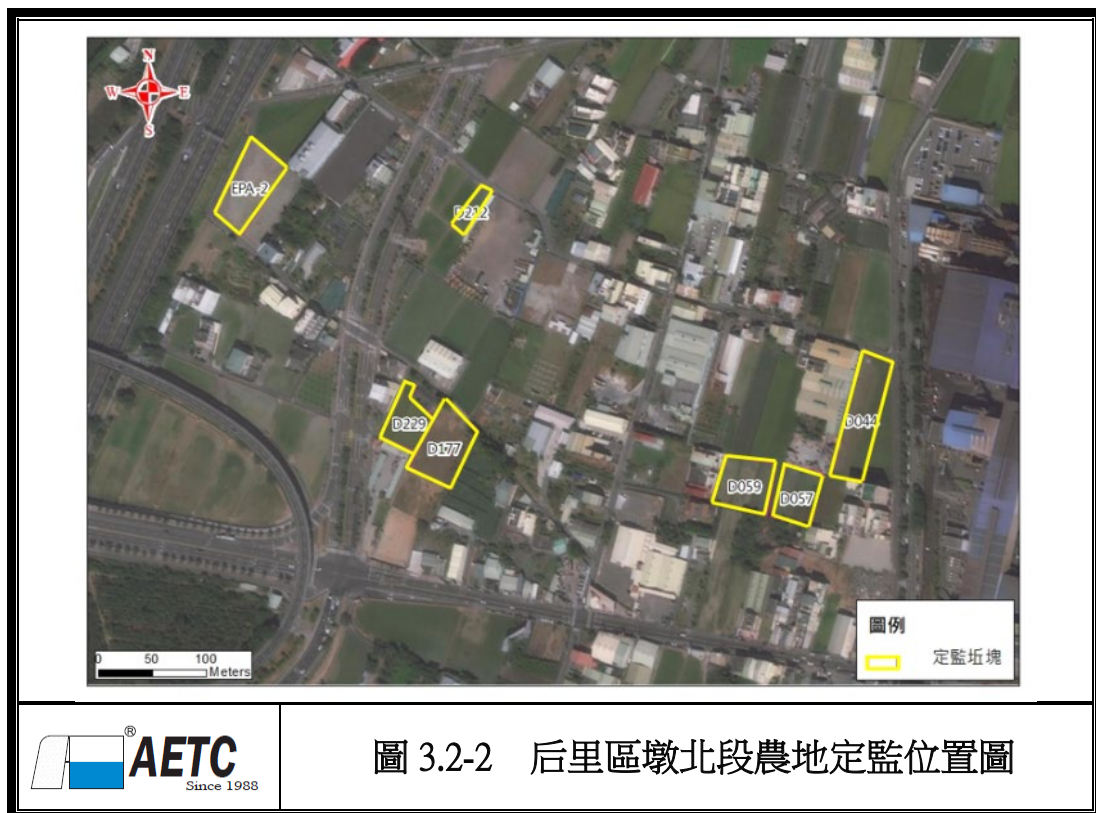 N
W E
S
EPA-2
D212
D229
D177
D044
D059
D057
圖例
定監坵塊
0 50 100
Meters
®
AETC
Since 1988
圖 3.2-2 后里區墩北段農地定監位置圖